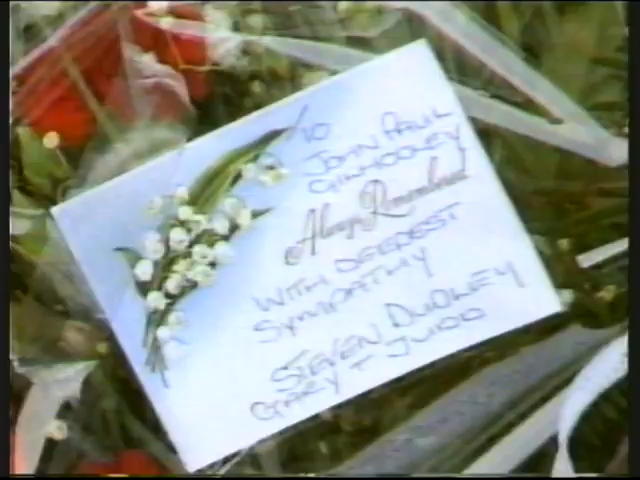 TO
JOHN PAUL
GILHOOLEY
Always Remembered
WITH DEEPEST
SYMPATHY
STEVEN DUDLEY
GARY + JUDD